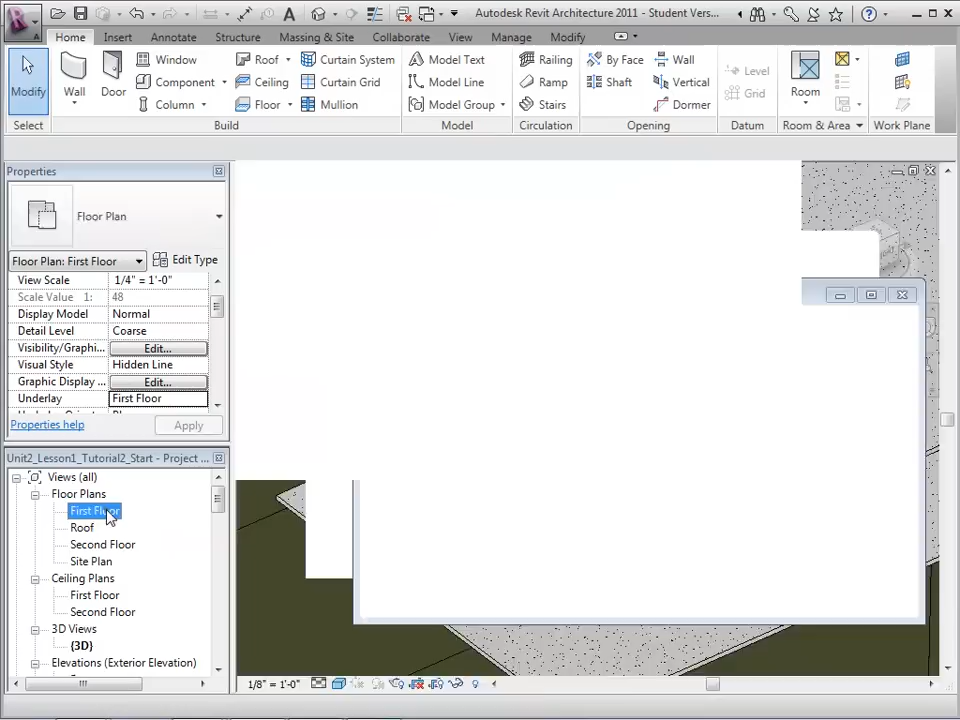 Autodesk Revit Architecture 2011 - Student Vers...
Home Insert Annotate Structure Massing & Site Collaborate View Manage Modify
Modify Wall Door Window Component Column
Roof Ceiling Floor
Curtain System Curtain Grid Mullion
Model Text Model Line Model Group
Railing Ramp Stairs
By Face Shaft Wall Vertical Dormer
Level Grid
Room
Select Build Model Circulation Opening Datum Room & Area Work Plane
Properties
Floor Plan
Floor Plan: First Floor Edit Type
View Scale 1/4" = 1'-0"
Scale Value 1: 48
Display Model Normal
Detail Level Coarse
Visibility/Graphi... Edit...
Visual Style Hidden Line
Graphic Display ... Edit...
Underlay First Floor
Properties help Apply
Unit2_Lesson1_Tutorial2_Start - Project ...
Views (all)
Floor Plans
First Floor
Roof
Second Floor
Site Plan
Ceiling Plans
First Floor
Second Floor
3D Views
{3D}
Elevations (Exterior Elevation)
1/8" = 1'-0"